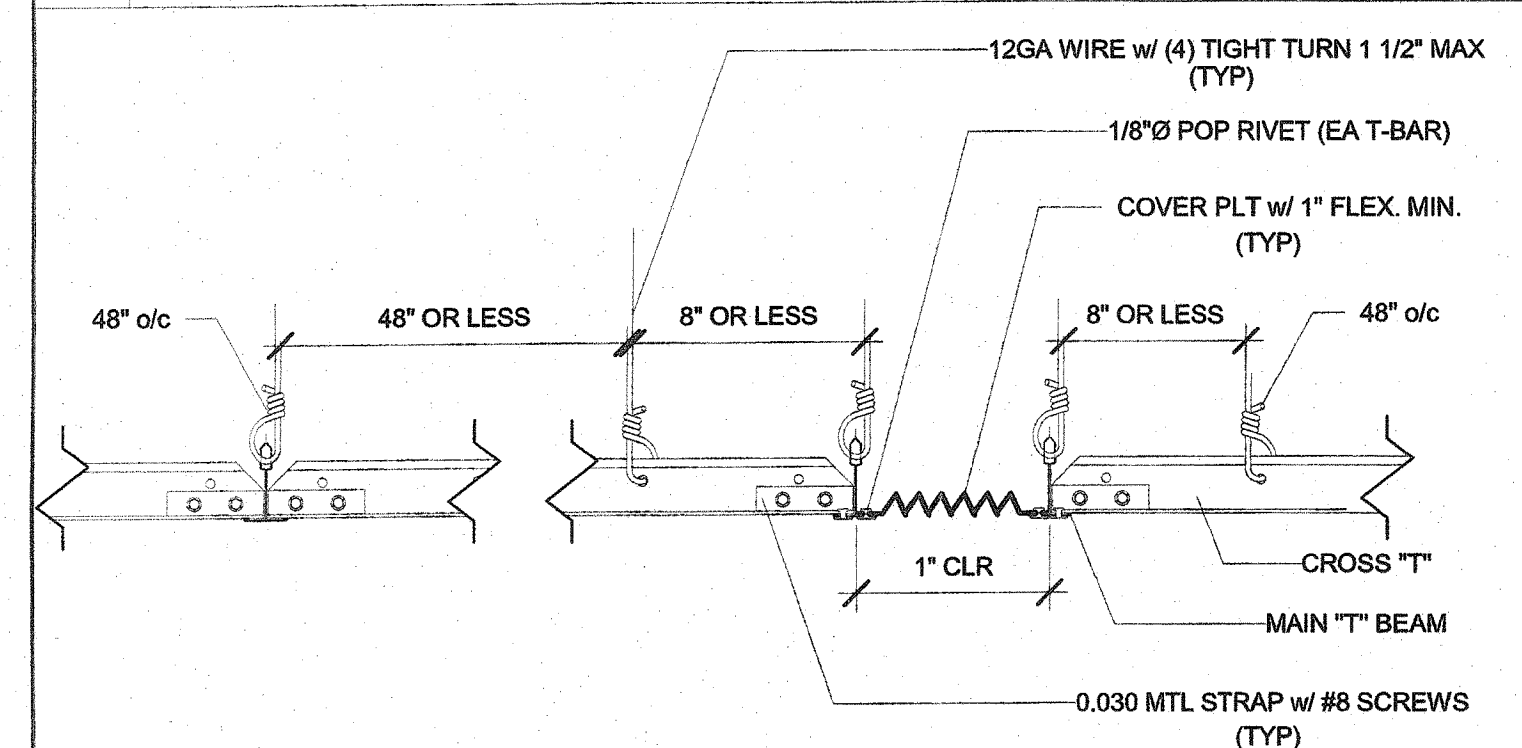 12GA WIRE w/ (4) TIGHT TURN 1 1/2" MAX
(TYP)
1/8"Ø POP RIVET (EA T-BAR)
COVER PLT w/ 1" FLEX. MIN.
(TYP)
48" o/c
48" OR LESS
8" OR LESS
8" OR LESS
48" o/c
1" CLR
CROSS "T"
MAIN "T" BEAM
0.030 MTL STRAP w/ #8 SCREWS
(TYP)